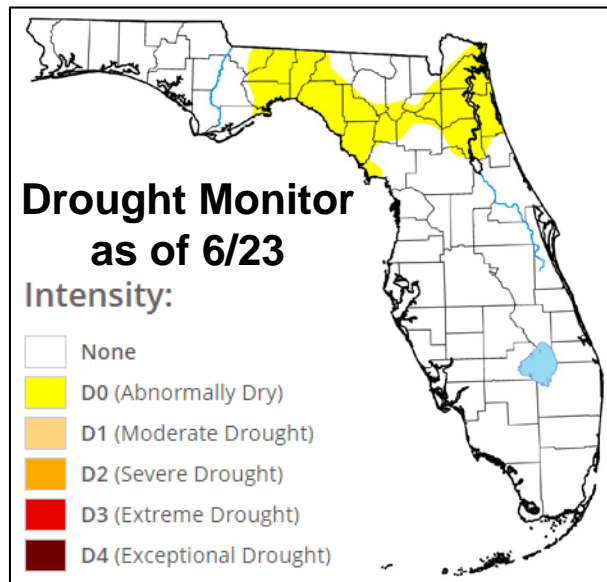 Drought Monitor
as of 6/23
Intensity:
None
D0 (Abnormally Dry)
D1 (Moderate Drought)
D2 (Severe Drought)
D3 (Extreme Drought)
D4 (Exceptional Drought)